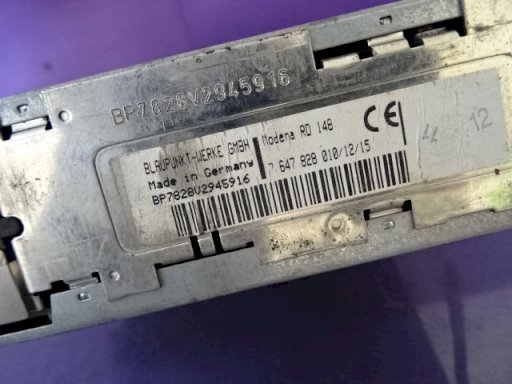 BP7828V2945916
BLAUPUNKT-WERKE GMBH
Made in Germany
BP7828V2945916
Modena RD 148
7 647 828 010/12/15
CE
12